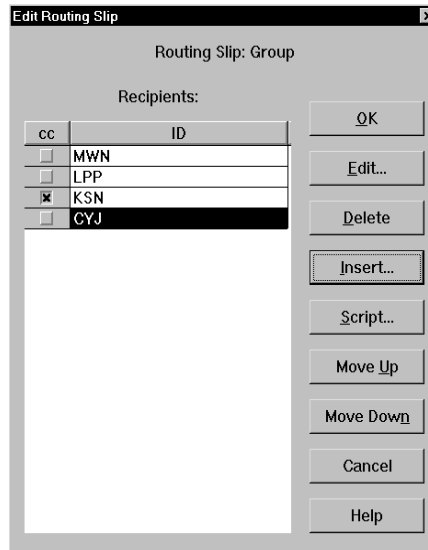 Edit Routing Slip
Routing Slip: Group
Recipients:
cc ID
MWN
LPP
KSN
CYJ
OK
Edit...
Delete
Insert...
Script...
Move Up
Move Down
Cancel
Help